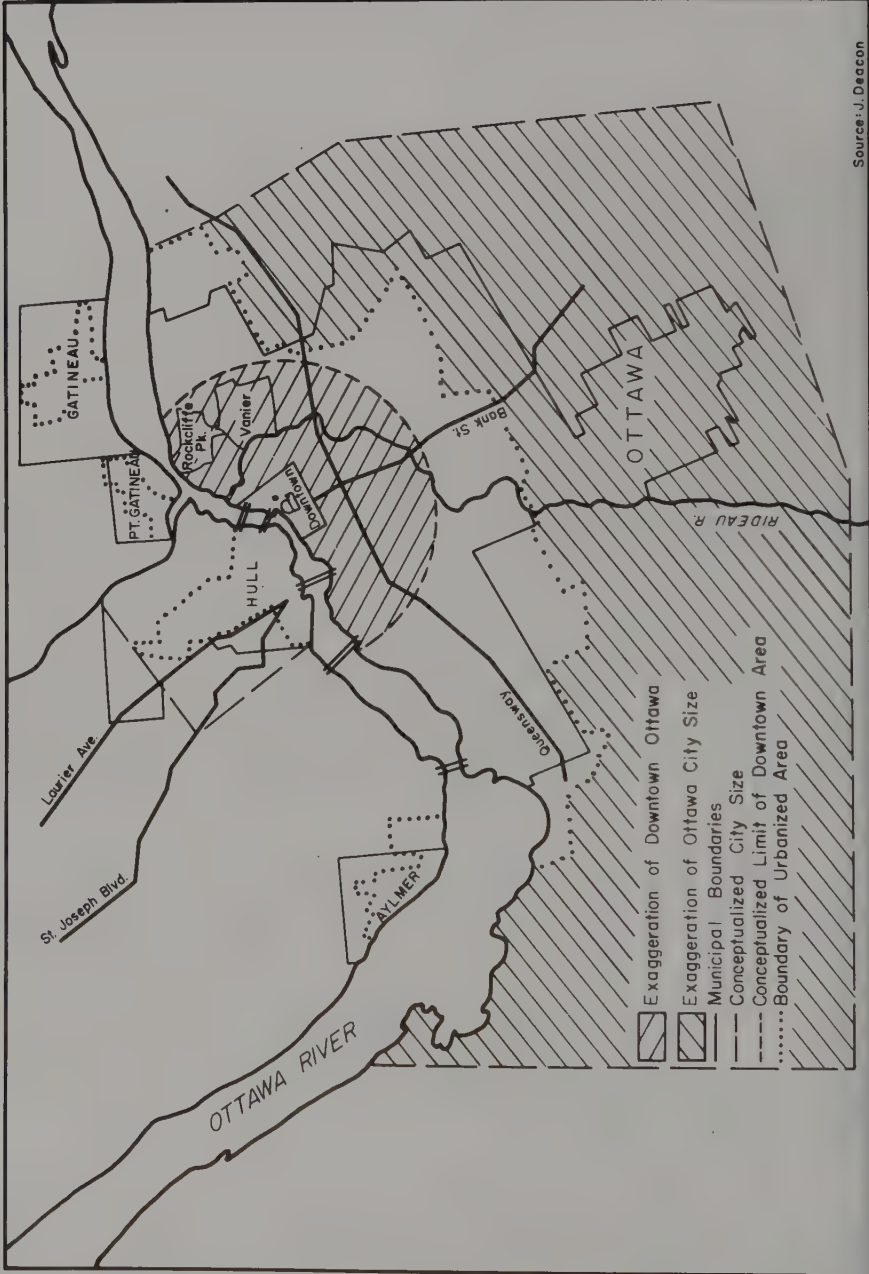 GATINEAU
PT. GATINEAU
Rockcliffe
Pk.
Vanier
Downtown
HULL
Laurier Ave.
St. Joseph Blvd.
AYLMER
OTTAWA RIVER
Queensway
Bank St.
OTTAWA
RIDEAU R.
Exaggeration of Downtown Ottawa
Exaggeration of Ottawa City Size
Municipal Boundaries
Conceptualized City Size
Conceptualized Limit of Downtown Area
Boundary of Urbanized Area
Source: J. Deacon